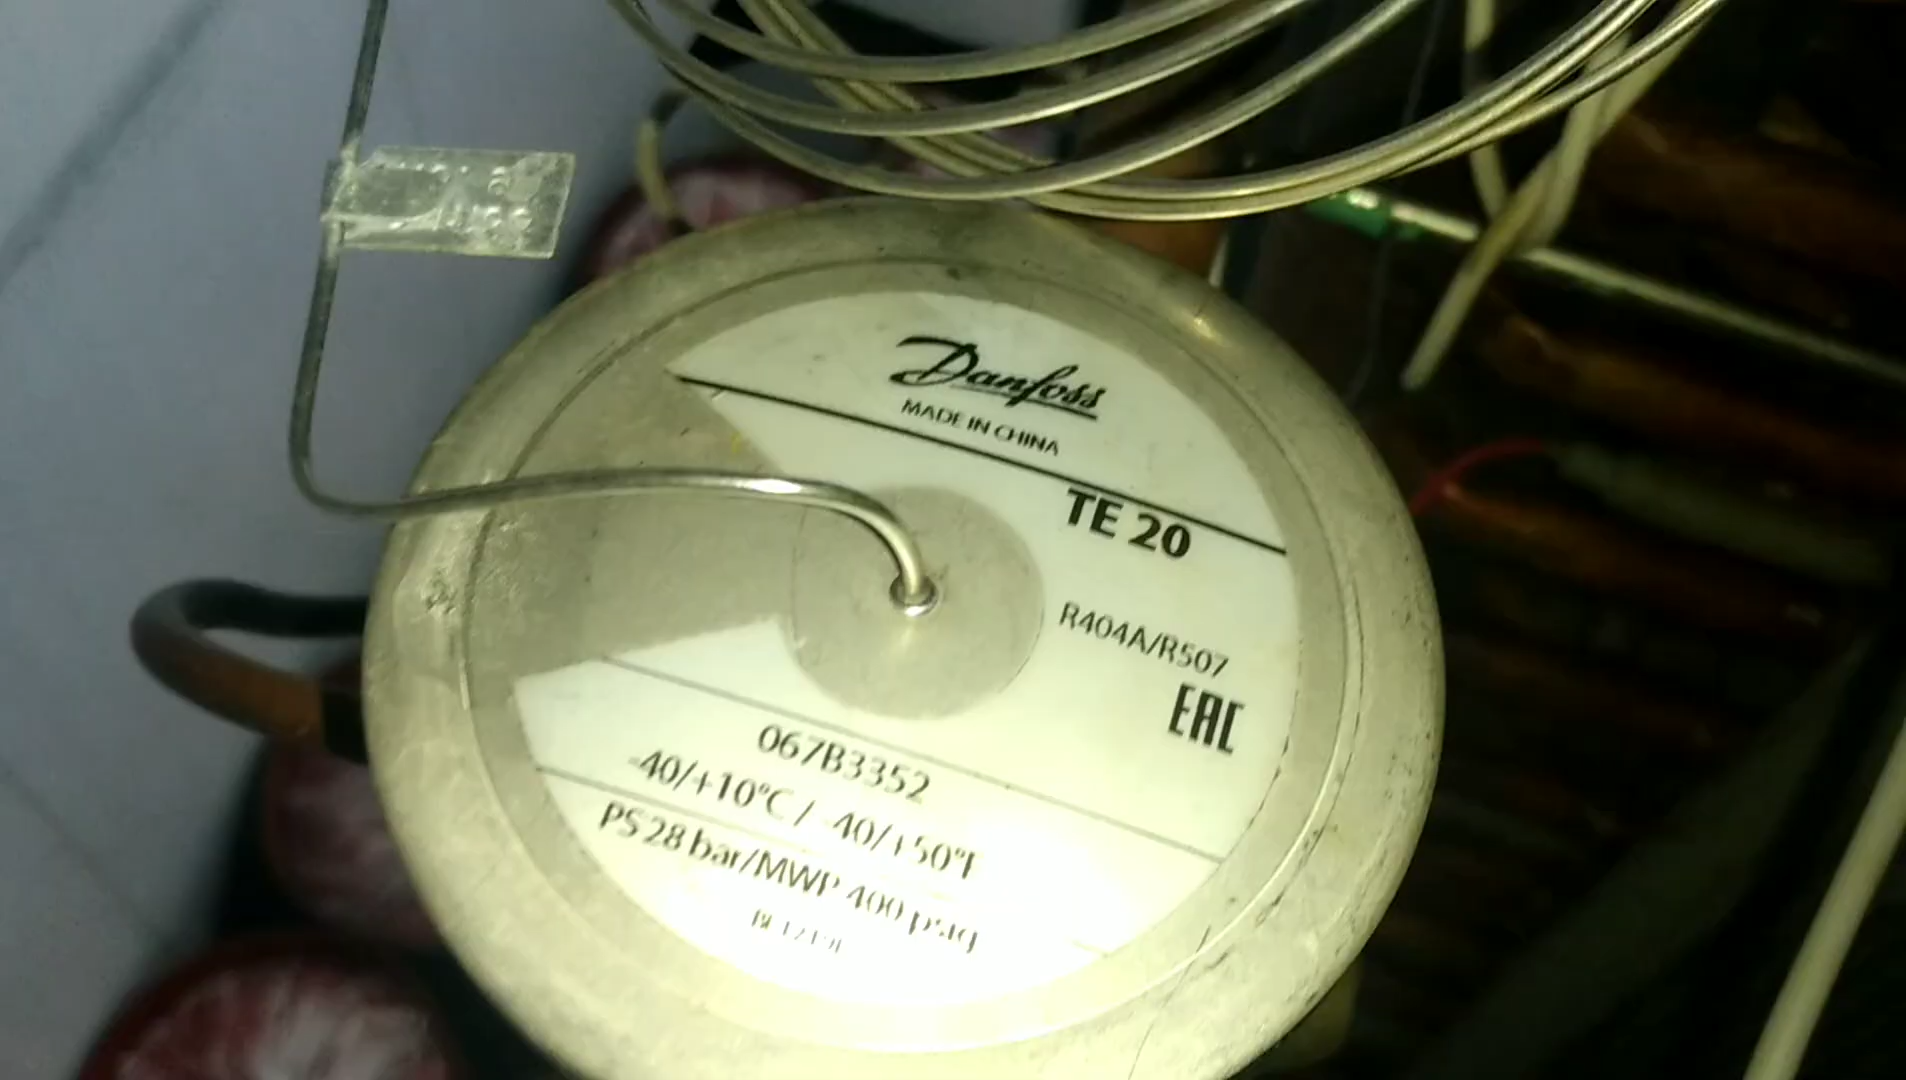 Danfoss
MADE IN CHINA
TE 20
R404A/R507
EAC
067B3352
-40/+10°C / -40/+50°F
PS 28 bar/MWP 400 psig